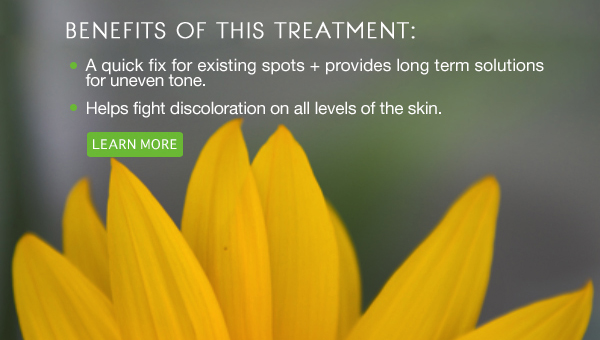 BENEFITS OF THIS TREATMENT:
• A quick fix for existing spots + provides long term solutions
for uneven tone.
• Helps fight discoloration on all levels of the skin.
LEARN MORE